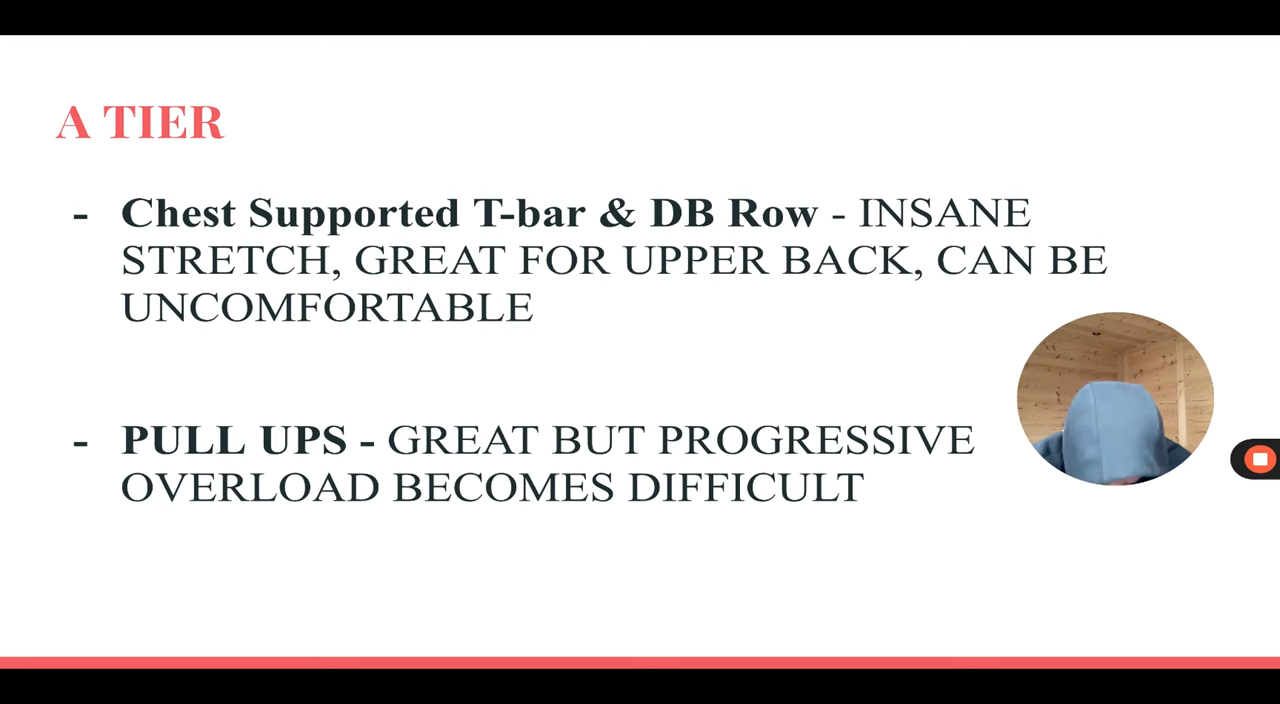 A TIER
- Chest Supported T-bar & DB Row - INSANE
STRETCH, GREAT FOR UPPER BACK, CAN BE
UNCOMFORTABLE
- PULL UPS - GREAT BUT PROGRESSIVE
OVERLOAD BECOMES DIFFICULT